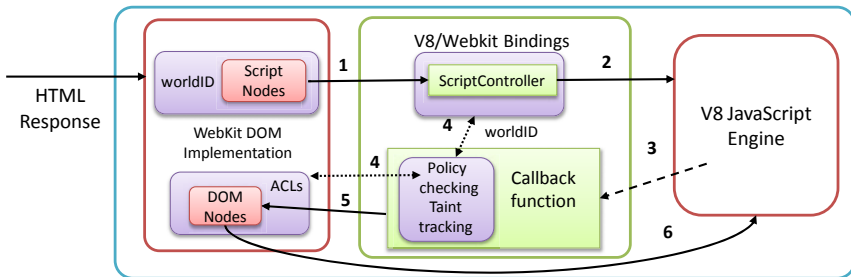 HTML
Response
worldID
Script
Nodes
WebKit DOM
Implementation
ACLs
DOM
Nodes
1
V8/Webkit Bindings
ScriptController
2
4
worldID
4
Policy
checking
Taint
tracking
Callback
function
5
3
V8 JavaScript
Engine
6